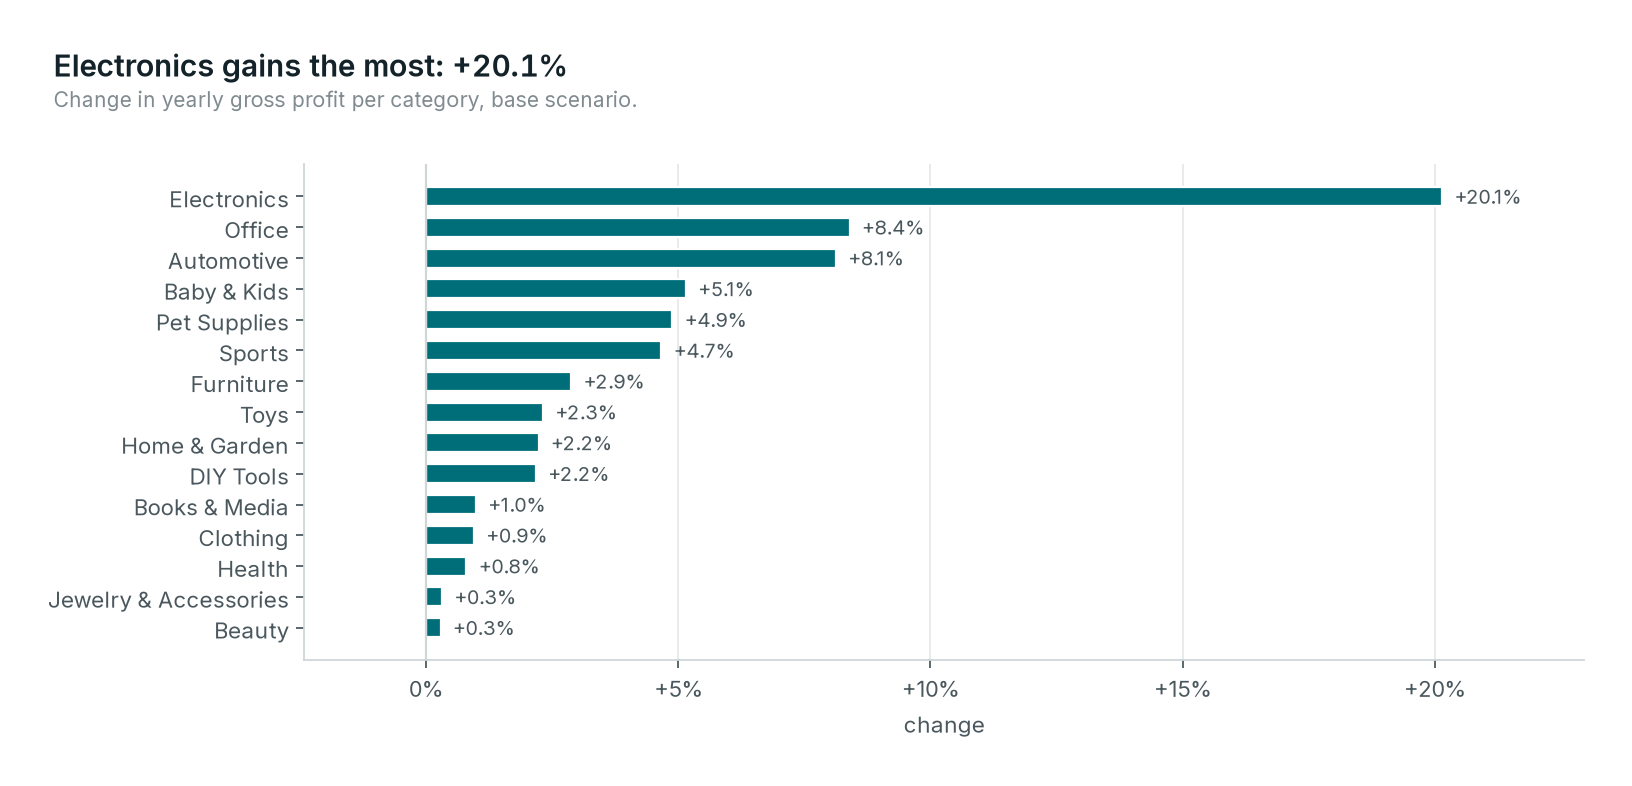 Electronics gains the most: +20.1%
Change in yearly gross profit per category, base scenario.
Electronics +20.1%
Office +8.4%
Automotive +8.1%
Baby & Kids +5.1%
Pet Supplies +4.9%
Sports +4.7%
Furniture +2.9%
Toys +2.3%
Home & Garden +2.2%
DIY Tools +2.2%
Books & Media +1.0%
Clothing +0.9%
Health +0.8%
Jewelry & Accessories +0.3%
Beauty +0.3%
0% +5% +10% +15% +20%
change